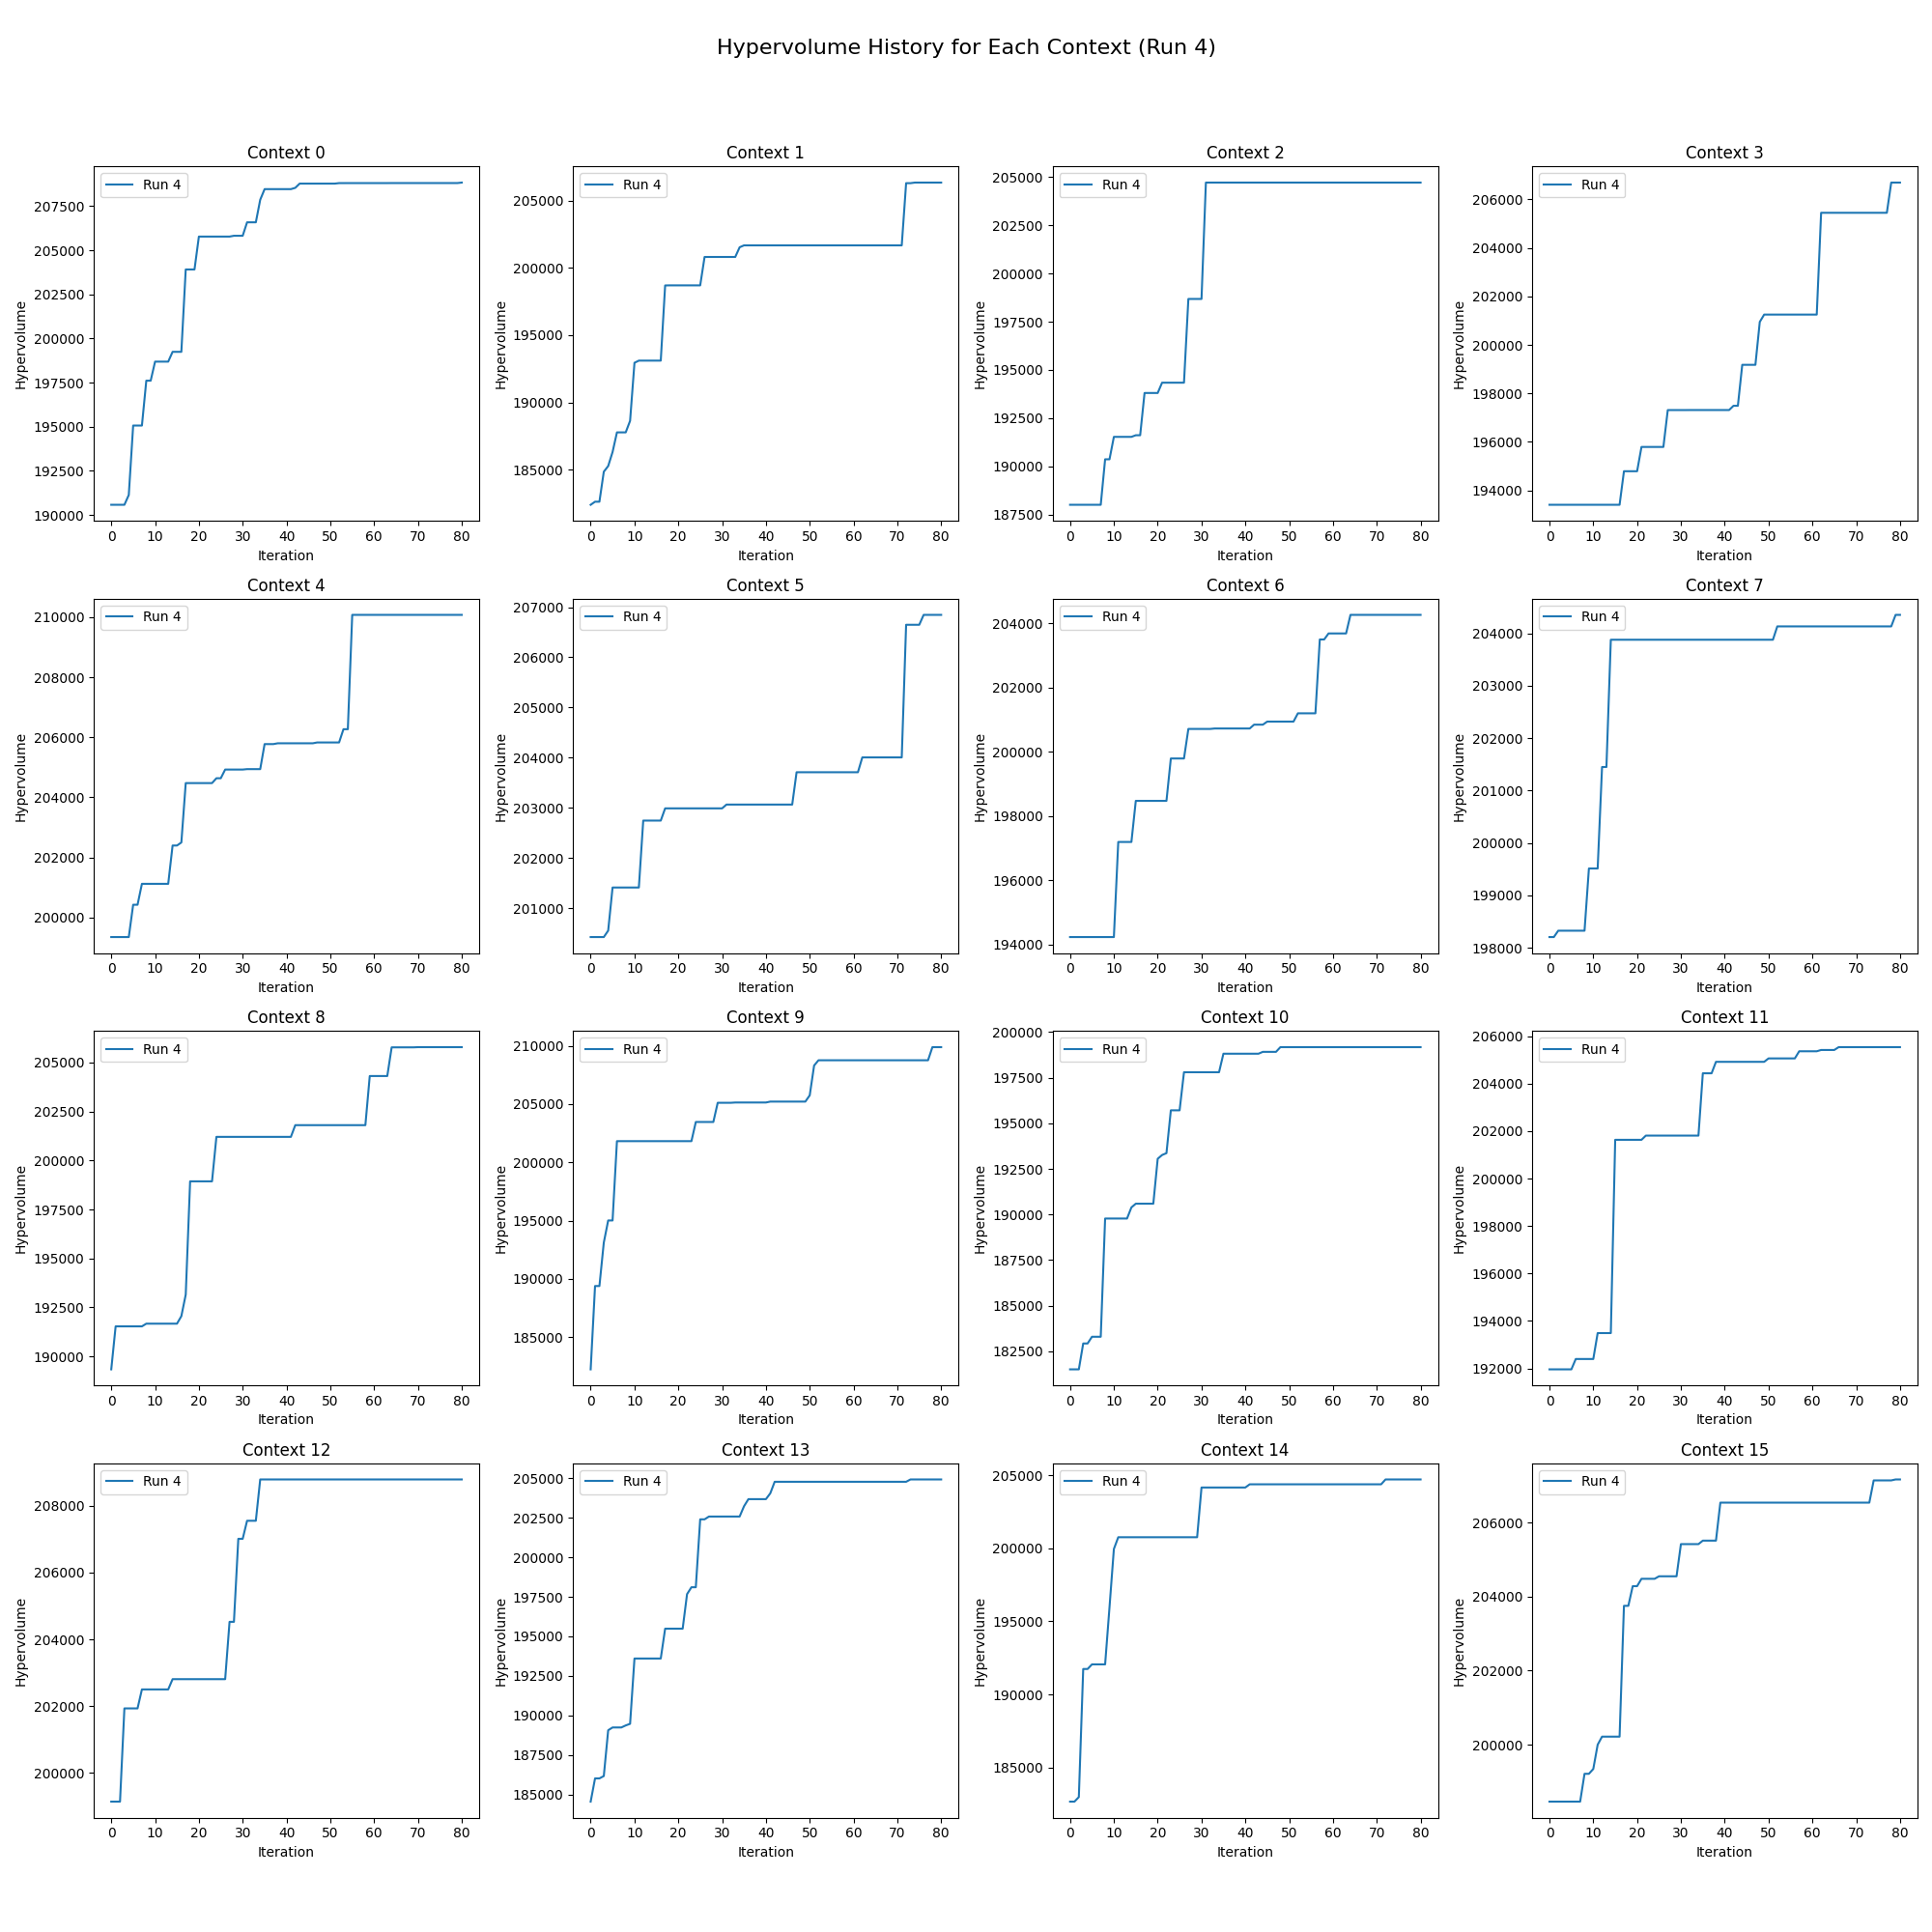 Hypervolume History for Each Context (Run 4)
Context 0
Run 4
207500
205000
202500
200000
197500
195000
192500
190000
Hypervolume
0 10 20 30 40 50 60 70 80
Iteration
Context 1
Run 4
205000
200000
195000
190000
185000
Hypervolume
0 10 20 30 40 50 60 70 80
Iteration
Context 2
Run 4
205000
202500
200000
197500
195000
192500
190000
187500
Hypervolume
0 10 20 30 40 50 60 70 80
Iteration
Context 3
Run 4
206000
204000
202000
200000
198000
196000
194000
Hypervolume
0 10 20 30 40 50 60 70 80
Iteration
Context 4
Run 4
210000
208000
206000
204000
202000
200000
Hypervolume
0 10 20 30 40 50 60 70 80
Iteration
Context 5
Run 4
207000
206000
205000
204000
203000
202000
201000
Hypervolume
0 10 20 30 40 50 60 70 80
Iteration
Context 6
Run 4
204000
202000
200000
198000
196000
194000
Hypervolume
0 10 20 30 40 50 60 70 80
Iteration
Context 7
Run 4
204000
203000
202000
201000
200000
199000
198000
Hypervolume
0 10 20 30 40 50 60 70 80
Iteration
Context 8
Run 4
205000
202500
200000
197500
195000
192500
190000
Hypervolume
0 10 20 30 40 50 60 70 80
Iteration
Context 9
Run 4
210000
205000
200000
195000
190000
185000
Hypervolume
0 10 20 30 40 50 60 70 80
Iteration
Context 10
Run 4
200000
197500
195000
192500
190000
187500
185000
182500
Hypervolume
0 10 20 30 40 50 60 70 80
Iteration
Context 11
Run 4
206000
204000
202000
200000
198000
196000
194000
192000
Hypervolume
0 10 20 30 40 50 60 70 80
Iteration
Context 12
Run 4
208000
206000
204000
202000
200000
Hypervolume
0 10 20 30 40 50 60 70 80
Iteration
Context 13
Run 4
205000
202500
200000
197500
195000
192500
190000
187500
185000
Hypervolume
0 10 20 30 40 50 60 70 80
Iteration
Context 14
Run 4
205000
200000
195000
190000
185000
Hypervolume
0 10 20 30 40 50 60 70 80
Iteration
Context 15
Run 4
206000
204000
202000
200000
Hypervolume
0 10 20 30 40 50 60 70 80
Iteration